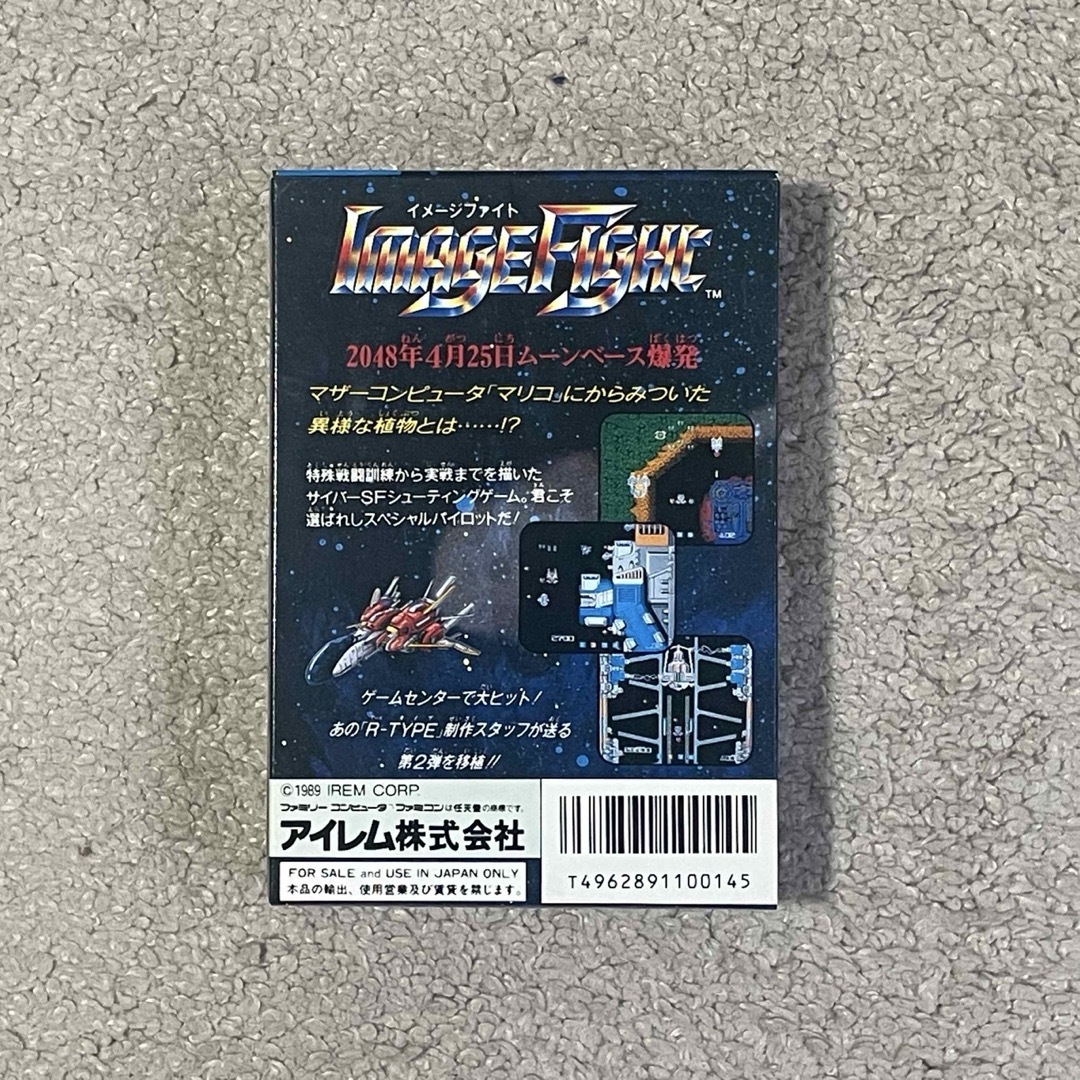 イメージファイト
IMAGE FIGHT
TM
2048年4月25日ムーンベース爆発
マザーコンピュータ「マリコ」にからみついた
異様な植物とは……!?
特殊戦闘訓練から実戦までを描いた
サイバーSFシューティングゲーム。君こそ
選ばれしスペシャルパイロットだ!
2700
ゲームセンターで大ヒット!
あの「R-TYPE」制作スタッフが送る
第2弾を移植!!
©1989 IREM CORP.
ファミリーコンピュータ・ファミコンは任天堂の商標です。
アイレム株式会社
FOR SALE and USE IN JAPAN ONLY
本品の輸出、使用営業及び賃貸を禁じます。
T4962891100145